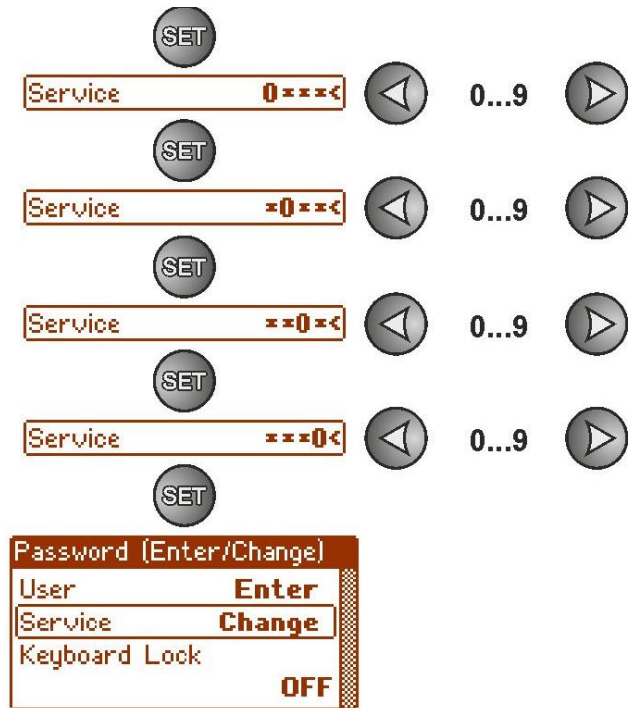 SET
Service 0***<
0...9
SET
Service *0**<
0...9
SET
Service **0*<
0...9
SET
Service ***0<
0...9
SET
Password (Enter/Change)
User Enter
Service Change
Keyboard Lock
OFF